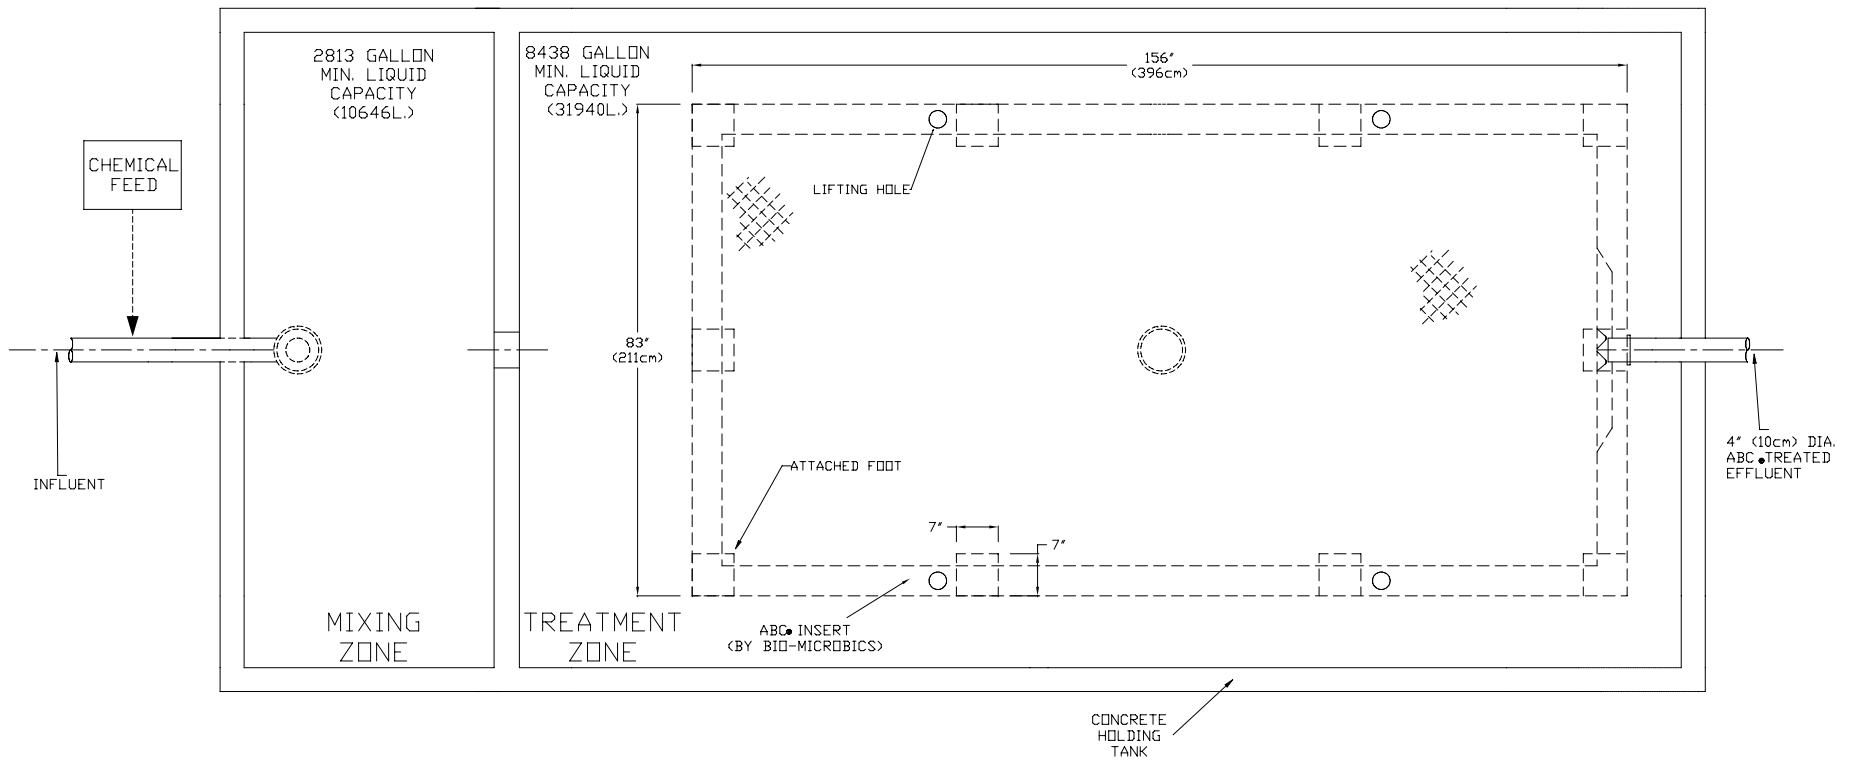 2813 GALLON
MIN. LIQUID
CAPACITY
(10646L.)
8438 GALLON
MIN. LIQUID
CAPACITY
(31940L.)
156"
(396cm)
CHEMICAL
FEED
LIFTING HOLE
83"
(211cm)
INFLUENT
4" (10cm) DIA.
ABC•TREATED
EFFLUENT
ATTACHED FOOT
7"
7"
MIXING
ZONE
TREATMENT
ZONE
ABC• INSERT
(BY BIO-MICROBICS)
CONCRETE
HOLDING
TANK